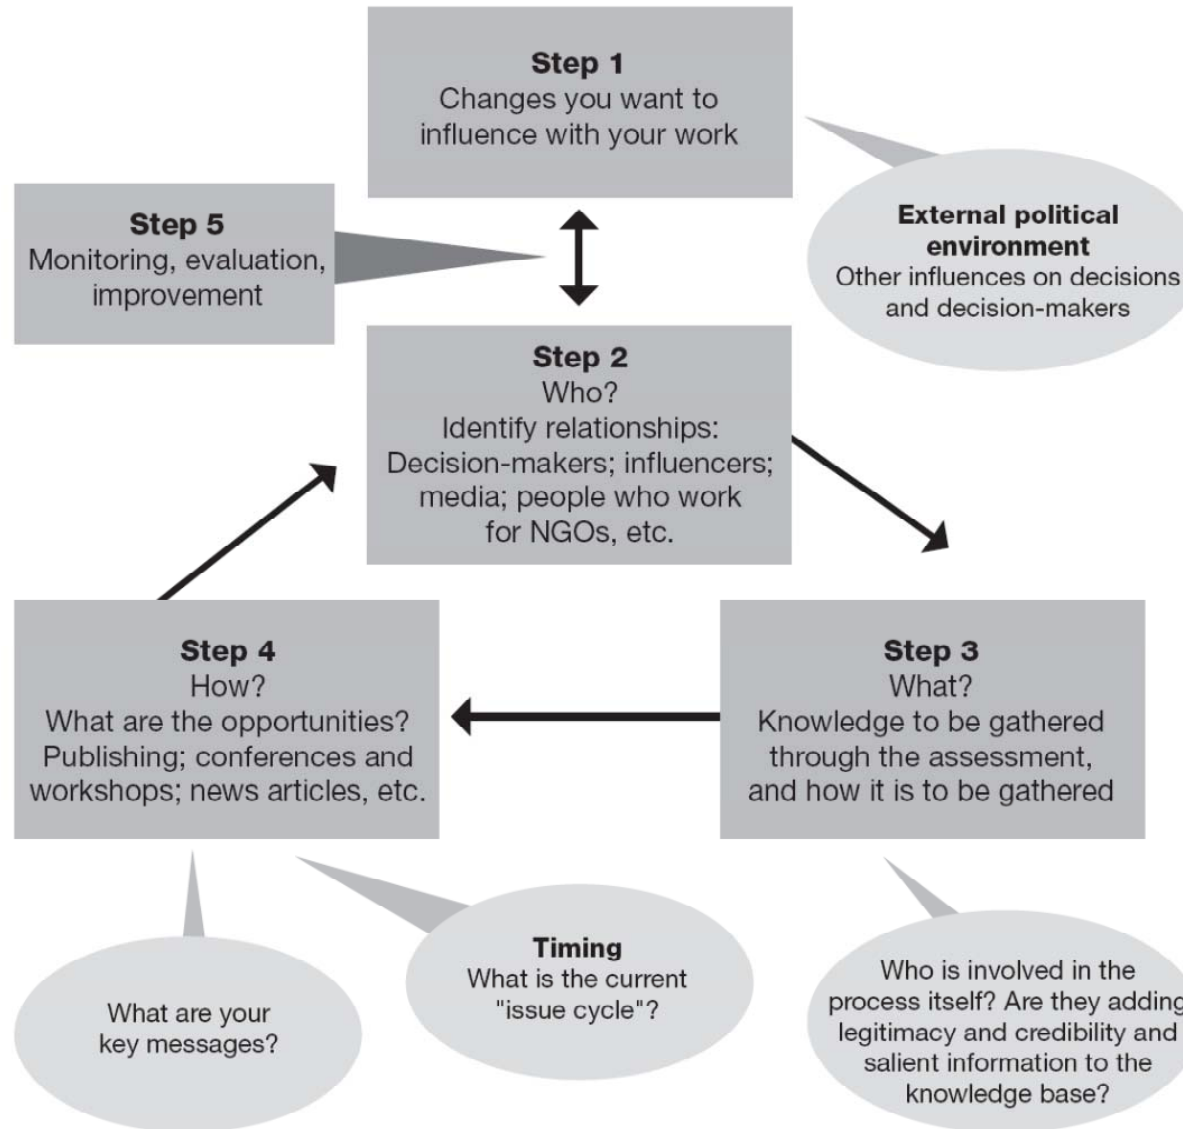 Step 1
Changes you want to
influence with your work
External political
environment
Other influences on decisions
and decision-makers
Step 5
Monitoring, evaluation,
improvement
Step 2
Who?
Identify relationships:
Decision-makers; influencers;
media; people who work
for NGOs, etc.
Step 4
How?
What are the opportunities?
Publishing; conferences and
workshops; news articles, etc.
Step 3
What?
Knowledge to be gathered
through the assessment,
and how it is to be gathered
What are your
key messages?
Timing
What is the current
"issue cycle"?
Who is involved in the
process itself? Are they adding
legitimacy and credibility and
salient information to the
knowledge base?